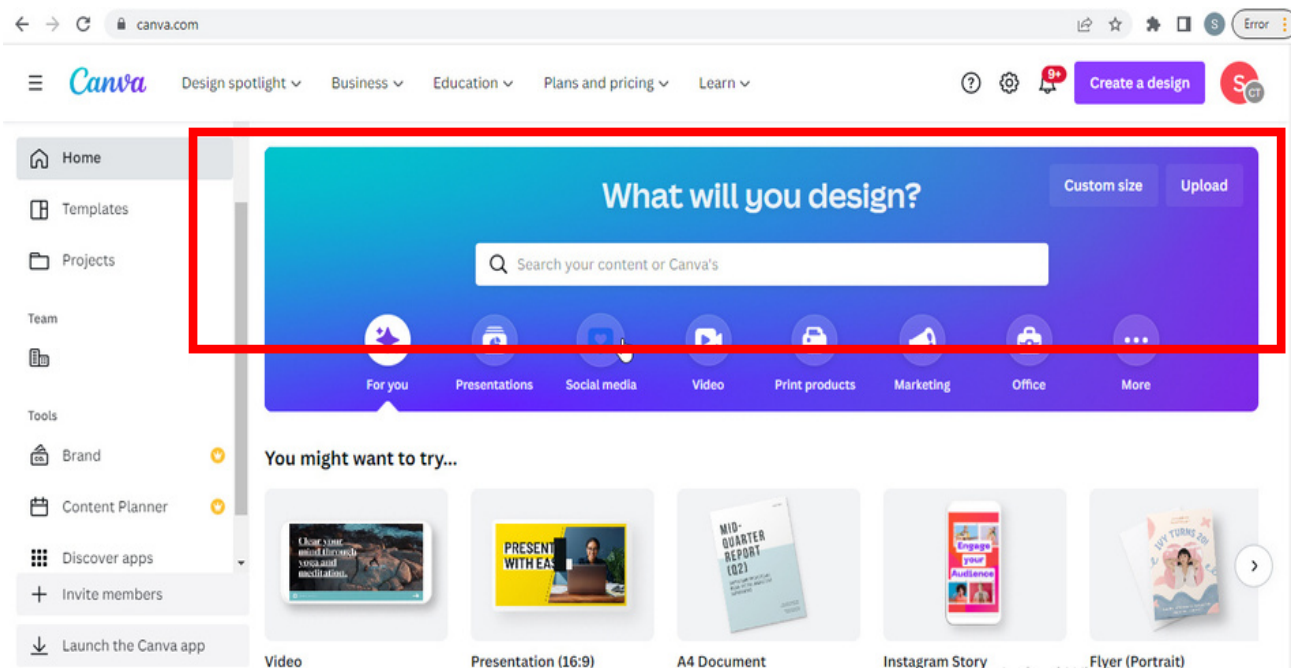 canva.com
S
Error
Canva
Design spotlight
Business
Education
Plans and pricing
Learn
9+
Create a design
S
CT
Home
Templates
Projects
Team
Tools
Brand
Content Planner
Discover apps
Invite members
Launch the Canva app
What will you design?
Custom size
Upload
Search your content or Canva's
For you
Presentations
Social media
Video
Print products
Marketing
Office
More
You might want to try...
Clear your
mind through
yoga and
meditation.
PRESENT
WITH EAS
MID-
QUARTER
REPORT
(Q2)
Engage
your
Audience
IVY TURNS 20!
Video
Presentation (16:9)
A4 Document
Instagram Story
Flyer (Portrait)